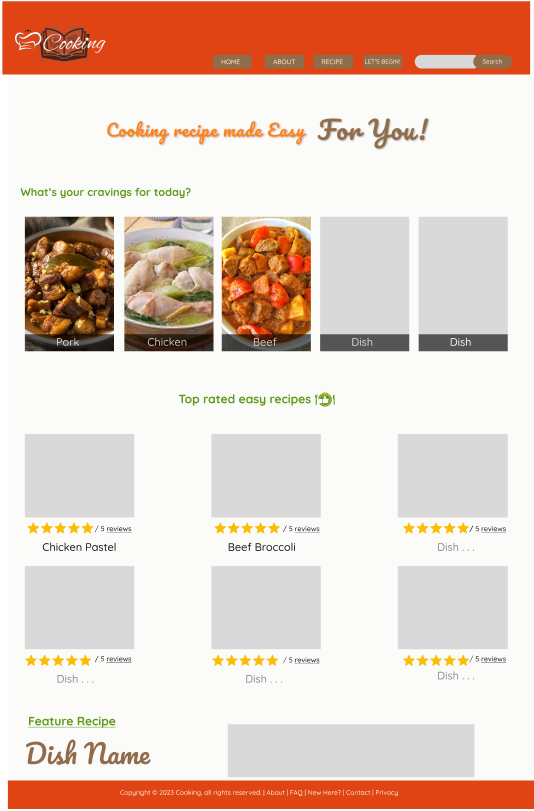 Cooking
HOME ABOUT RECIPE LET'S BEGIN! Search
Cooking recipe made Easy For You!
What's your cravings for today?
Pork Chicken Beef Dish Dish
Top rated easy recipes
/ 5 reviews / 5 reviews / 5 reviews
Chicken Pastel Beef Broccoli Dish . . .
/ 5 reviews / 5 reviews / 5 reviews
Dish . . . Dish . . . Dish . . .
Feature Recipe
Dish Name
Copyright © 2023 Cooking, all rights reserved. | About | FAQ | New Here? | Contact | Privacy